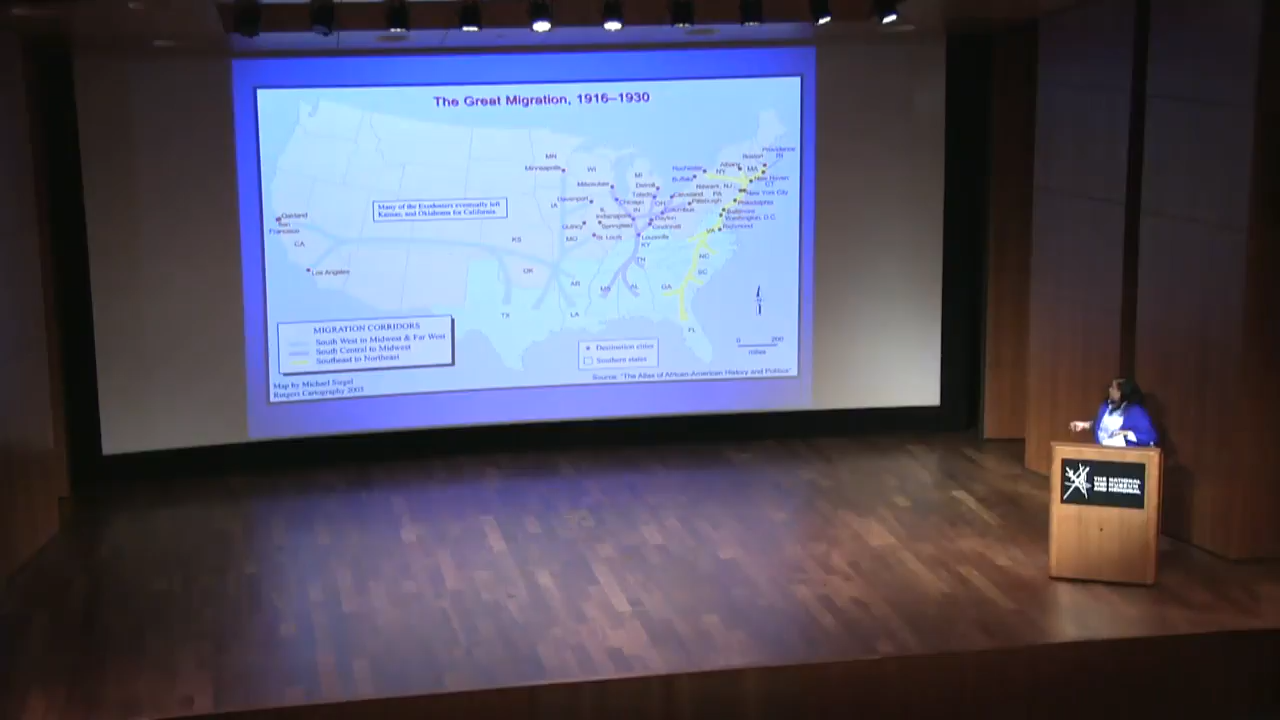 The Great Migration, 1916–1930
Providence
RI
Boston
Albany
MA
MN
Minneapolis
WI
MI
Rochester
NY
Buffalo
New Haven
CT
Milwaukee
Detroit
Newark, NJ
New York City
Toledo
Cleveland
PA
Davenport
Chicago
OH
Pittsburgh
Philadelphia
Many of the Exodusters eventually left
Kansas, and Oklahoma for California.
IA
IL
IN
Columbus
Baltimore
Oakland
San
Francisco
Indianapolis
Dayton
Washington, D.C.
Quincy
Springfield
Cincinnati
Richmond
VA
CA
KS
MO
St. Louis
Louisville
KY
NC
TN
Los Angeles
OK
SC
AR
MS
AL
GA
TX
LA
FL
MIGRATION CORRIDORS
South West to Midwest & Far West
South Central to Midwest
Southeast to Northeast
Destination cities
Southern states
0 200
miles
Map by Michael Siegel
Rutgers Cartography 2005
Source: "The Atlas of African-American History and Politics"
THE NATIONAL
WWI MUSEUM
AND MEMORIAL